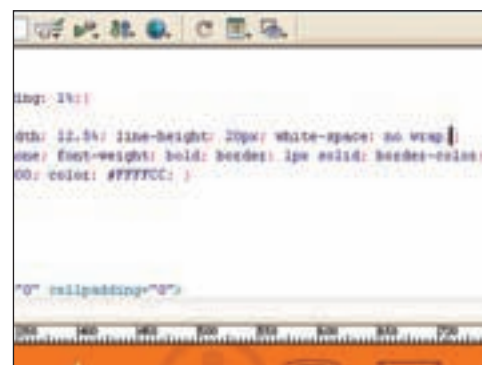 ding: 1%;}
dth: 12.5%; line-height: 20px; white-space: no wrap;
one; font-weight: bold; border: 1px solid; border-color:
00; color: #FFFFCC; }
"0" cellpadding="0">